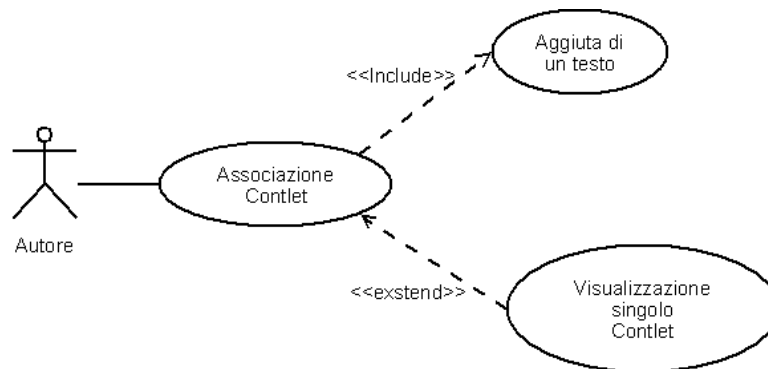 Aggiuta di
un testo
<<Include>>
Associazione
Contlet
Autore
<<exstend>>
Visualizzazione
singolo
Contlet